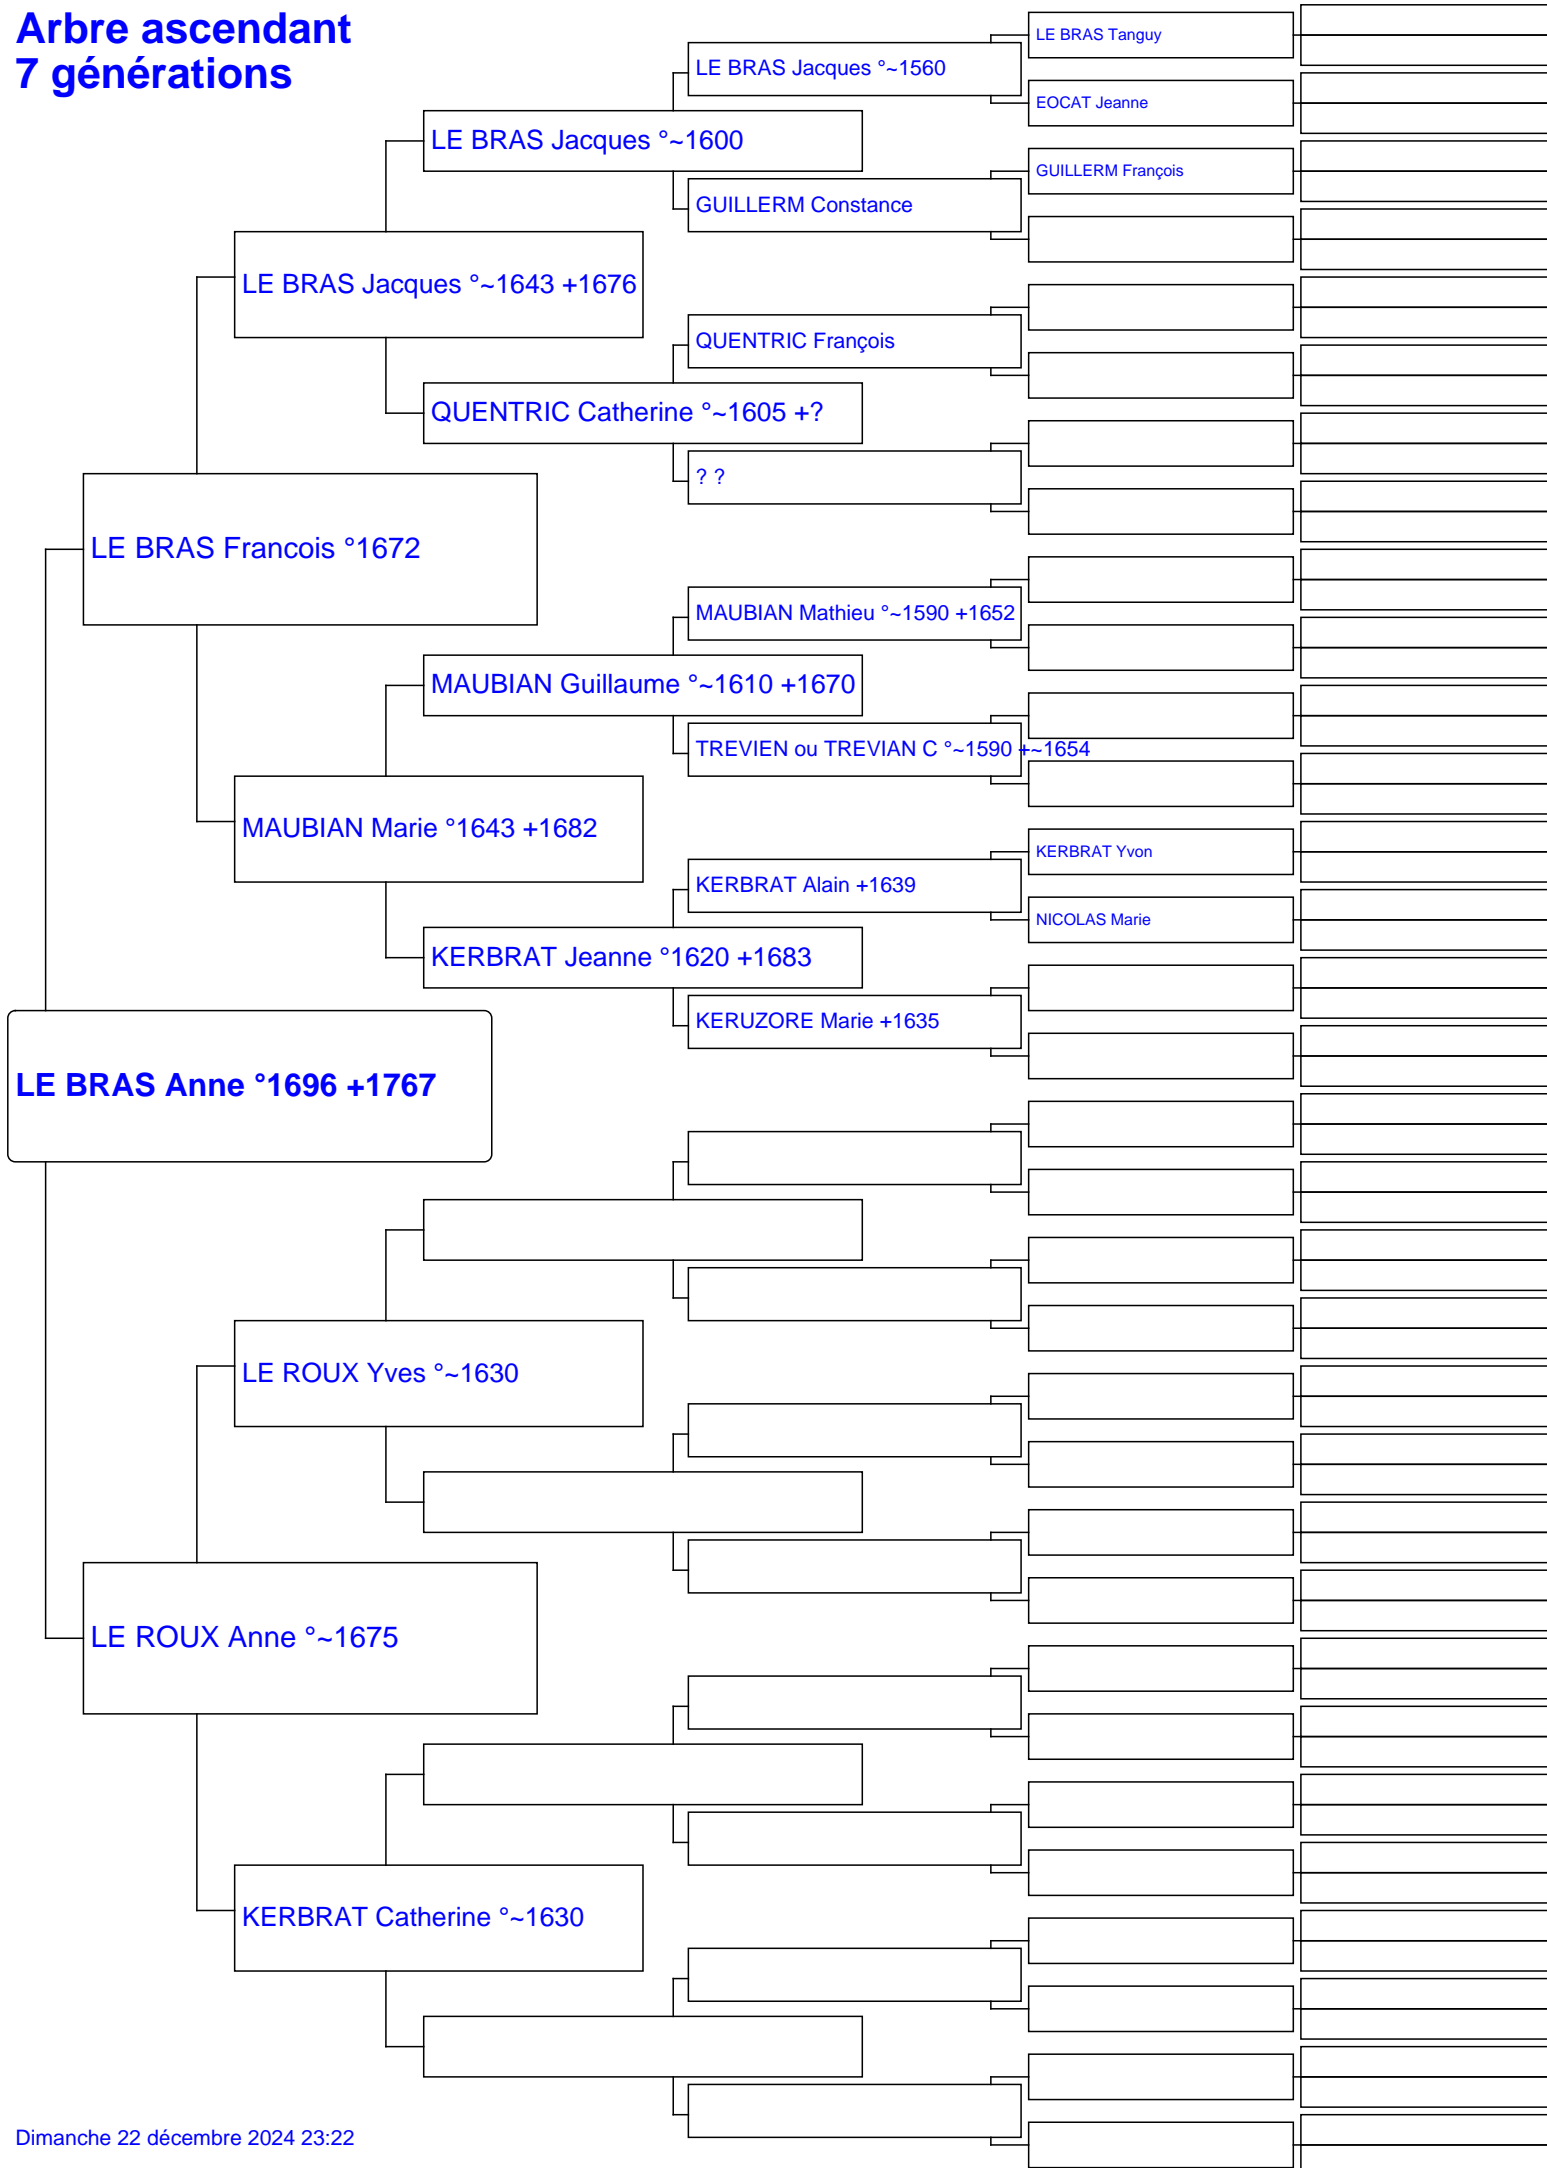 Arbre ascendant
7 générations
LE BRAS Tanguy
LE BRAS Jacques °~1560
EOCAT Jeanne
LE BRAS Jacques °~1600
GUILLERM François
GUILLERM Constance
LE BRAS Jacques °~1643 +1676
QUENTRIC François
QUENTRIC Catherine °~1605 +?
? ?
LE BRAS Francois °1672
MAUBIAN Mathieu °~1590 +1652
MAUBIAN Guillaume °~1610 +1670
TREVIEN ou TREVIAN C °~1590 +~1654
MAUBIAN Marie °1643 +1682
KERBRAT Yvon
KERBRAT Alain +1639
NICOLAS Marie
KERBRAT Jeanne °1620 +1683
KERUZORE Marie +1635
LE BRAS Anne °1696 +1767
LE ROUX Yves °~1630
LE ROUX Anne °~1675
KERBRAT Catherine °~1630
Dimanche 22 décembre 2024 23:22